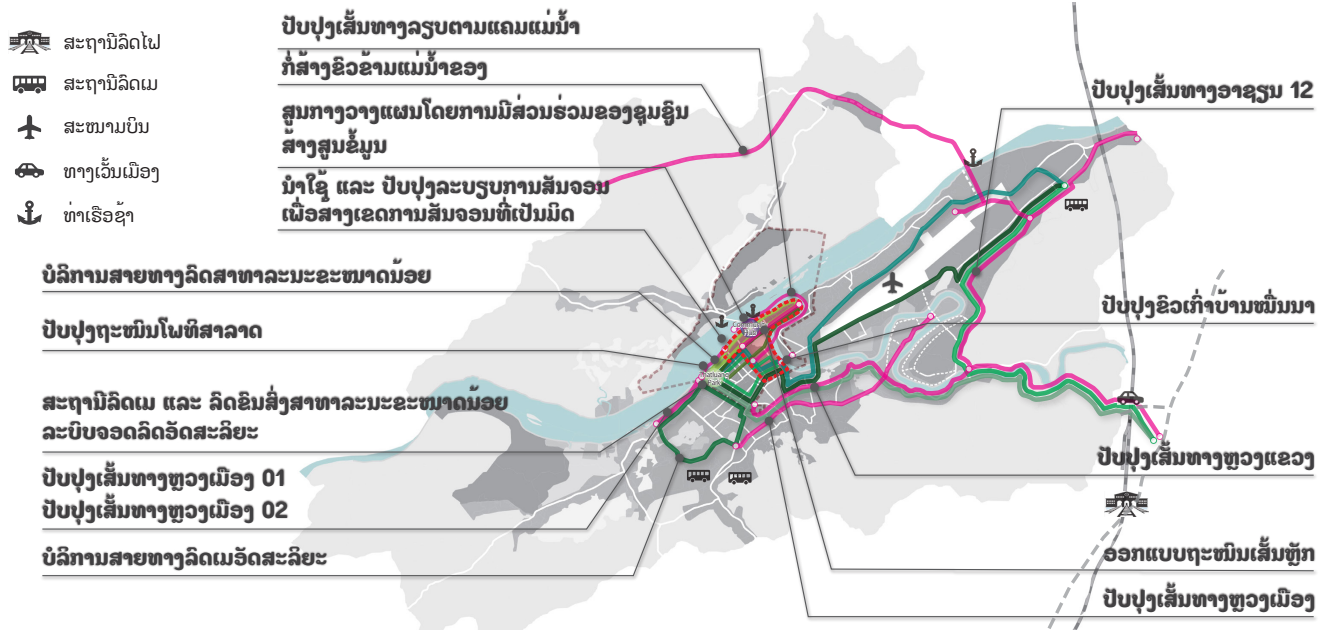 ສະຖານີລົດໄຟ
ສະຖານີລົດເມ
ສະໜາມບິນ
ທາງເວັ້ນເມືອງ
ທ່າເຮືອຊ້າ
ປັບປຸງເສັ້ນທາງລຽບຕາມແຄມແມ່ນ້ຳ
ກໍ່ສ້າງຂົວຂ້າມແມ່ນ້ຳຂອງ
ສູນກາງວາງແຜນໂດຍການມີສ່ວນຮ່ວມຂອງຊຸມຊົນ
ສ້າງສູນຂໍ້ມູນ
ນຳໃຊ້ ແລະ ປັບປຸງລະບຽບການສັນຈອນ
ເພື່ອສາງເຂດການສັນຈອນທີ່ເປັນມິດ
ບໍລິການສາຍທາງລົດສາທາລະນະຂະໜາດນ້ອຍ
ປັບປຸງຖະໜົນໂພທິສາລາດ
ສະຖານີລົດເມ ແລະ ລົດຂົນສົ່ງສາທາລະນະຂະໜາດນ້ອຍ
ລະບົບຈອດລົດອັດສະລິຍະ
ປັບປຸງເສັ້ນທາງຫຼວງເມືອງ 01
ປັບປຸງເສັ້ນທາງຫຼວງເມືອງ 02
ບໍລິການສາຍທາງລົດເມອັດສະລິຍະ
ປັບປຸງເສັ້ນທາງອາຊຽນ 12
ປັບປຸງຂົວເກົ່າບ້ານໝື່ນນາ
ປັບປຸງເສັ້ນທາງຫຼວງແຂວງ
ອອກແບບຖະໜົນເສັ້ນຫຼັກ
ປັບປຸງເສັ້ນທາງຫຼວງເມືອງ
Park